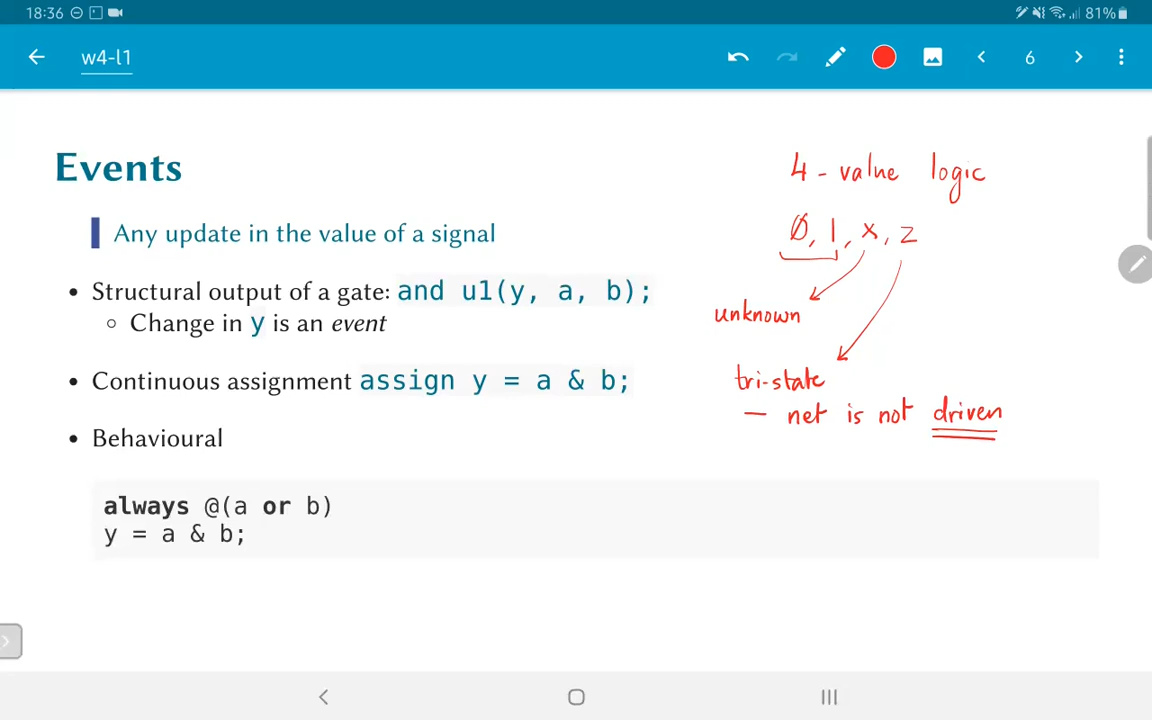 18:36
81%
w4-l1
6
Events
Any update in the value of a signal
• Structural output of a gate: and u1(y, a, b);
○ Change in y is an event
• Continuous assignment assign y = a & b;
• Behavioural
always @(a or b)
y = a & b;
4-value logic
0, 1, x, z
unknown
tri-state
— net is not driven